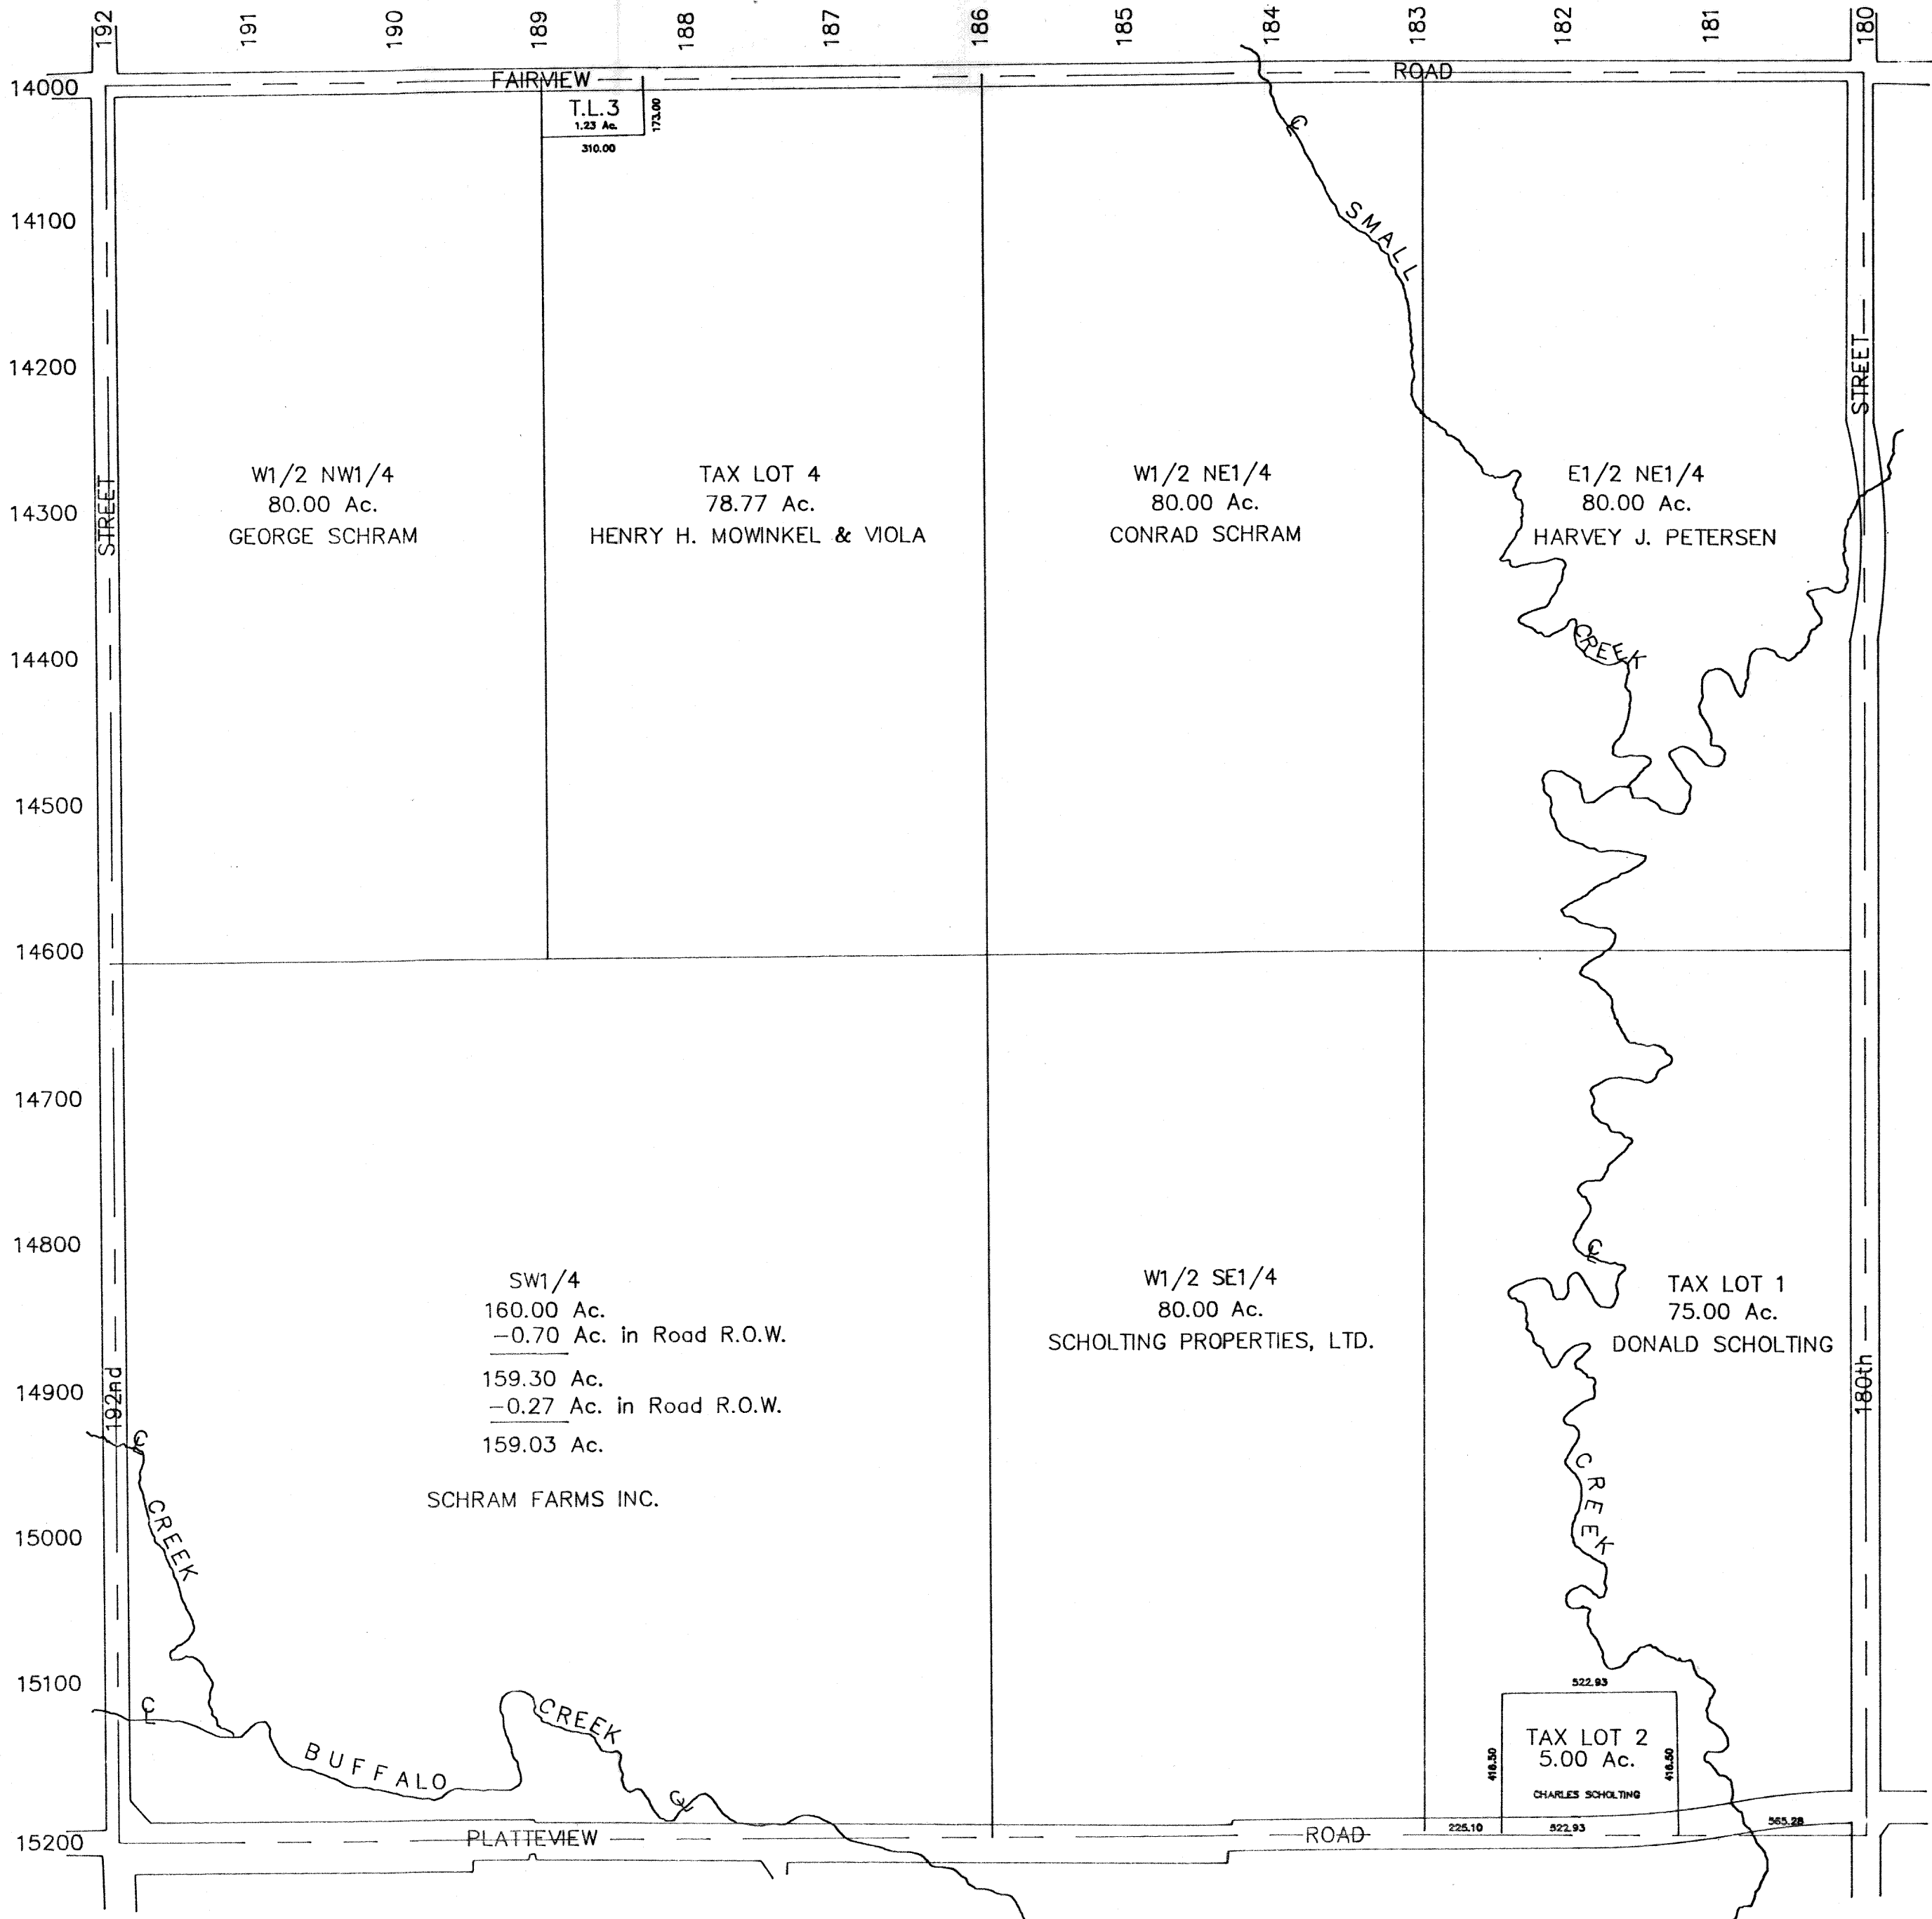 192 191 190 189 188 187 186 185 184 183 182 181 180
FAIRVIEW ROAD
14000
T.L.3
1.23 Ac.
173.00
310.00
℄
14100
SMALL
14200
STREET
W1/2 NW1/4
80.00 Ac.
GEORGE SCHRAM
TAX LOT 4
78.77 Ac.
HENRY H. MOWINKEL & VIOLA
W1/2 NE1/4
80.00 Ac.
CONRAD SCHRAM
E1/2 NE1/4
80.00 Ac.
HARVEY J. PETERSEN
14300
STREET
14400
CREEK
14500
14600
14700
14800
℄
SW1/4
160.00 Ac.
-0.70 Ac. in Road R.O.W.
159.30 Ac.
-0.27 Ac. in Road R.O.W.
159.03 Ac.
SCHRAM FARMS INC.
W1/2 SE1/4
80.00 Ac.
SCHOLTING PROPERTIES, LTD.
TAX LOT 1
75.00 Ac.
DONALD SCHOLTING
14900
192nd
180th
℄
CREEK
CREEK
15000
15100
℄
BUFFALO
CREEK
℄
522.93
TAX LOT 2
5.00 Ac.
CHARLES SCHOLTING
416.50
416.50
15200
PLATTEVIEW ROAD
225.10
522.93
565.28